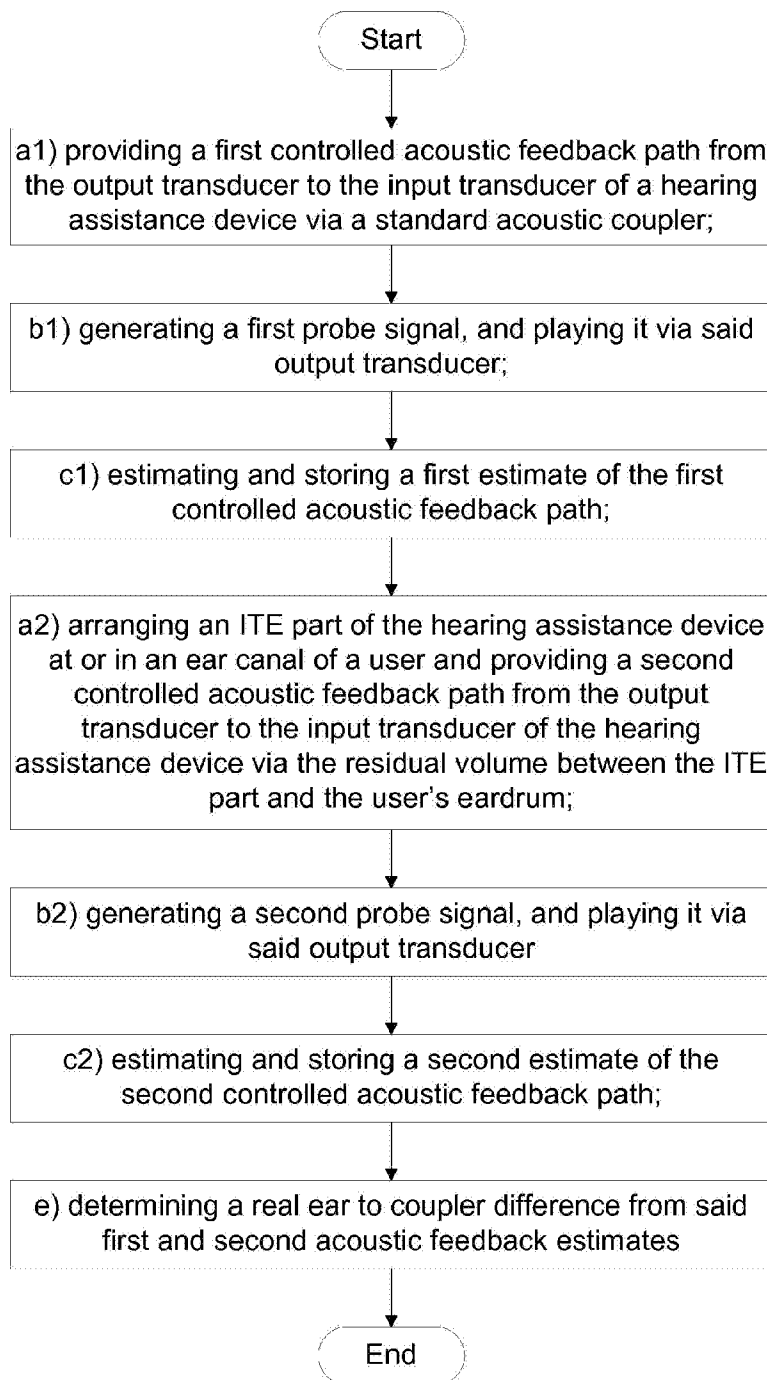 Start
a1) providing a first controlled acoustic feedback path from
the output transducer to the input transducer of a hearing
assistance device via a standard acoustic coupler;
b1) generating a first probe signal, and playing it via said
output transducer;
c1) estimating and storing a first estimate of the first
controlled acoustic feedback path;
a2) arranging an ITE part of the hearing assistance device
at or in an ear canal of a user and providing a second
controlled acoustic feedback path from the output
transducer to the input transducer of the hearing
assistance device via the residual volume between the ITE
part and the user's eardrum;
b2) generating a second probe signal, and playing it via
said output transducer
c2) estimating and storing a second estimate of the
second controlled acoustic feedback path;
e) determining a real ear to coupler difference from said
first and second acoustic feedback estimates
End